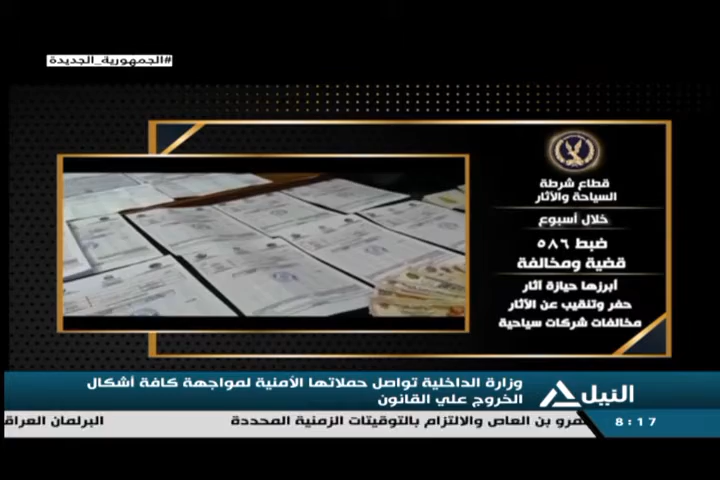 #الجمهورية_الجديدة
قطاع شرطة
السياحة والآثار
خلال أسبوع
ضبط ٥٨٦
قضية ومخالفة
أبرزها حيازة آثار
حفر وتنقيب عن الآثار
مخالفات شركات سياحية
وزارة الداخلية تواصل حملاتها الأمنية لمواجهة كافة أشكال
الخروج علي القانون
النيل
مرو بن العاص والالتزام بالتوقيتات الزمنية المحددة
البرلمان العراق
8:17